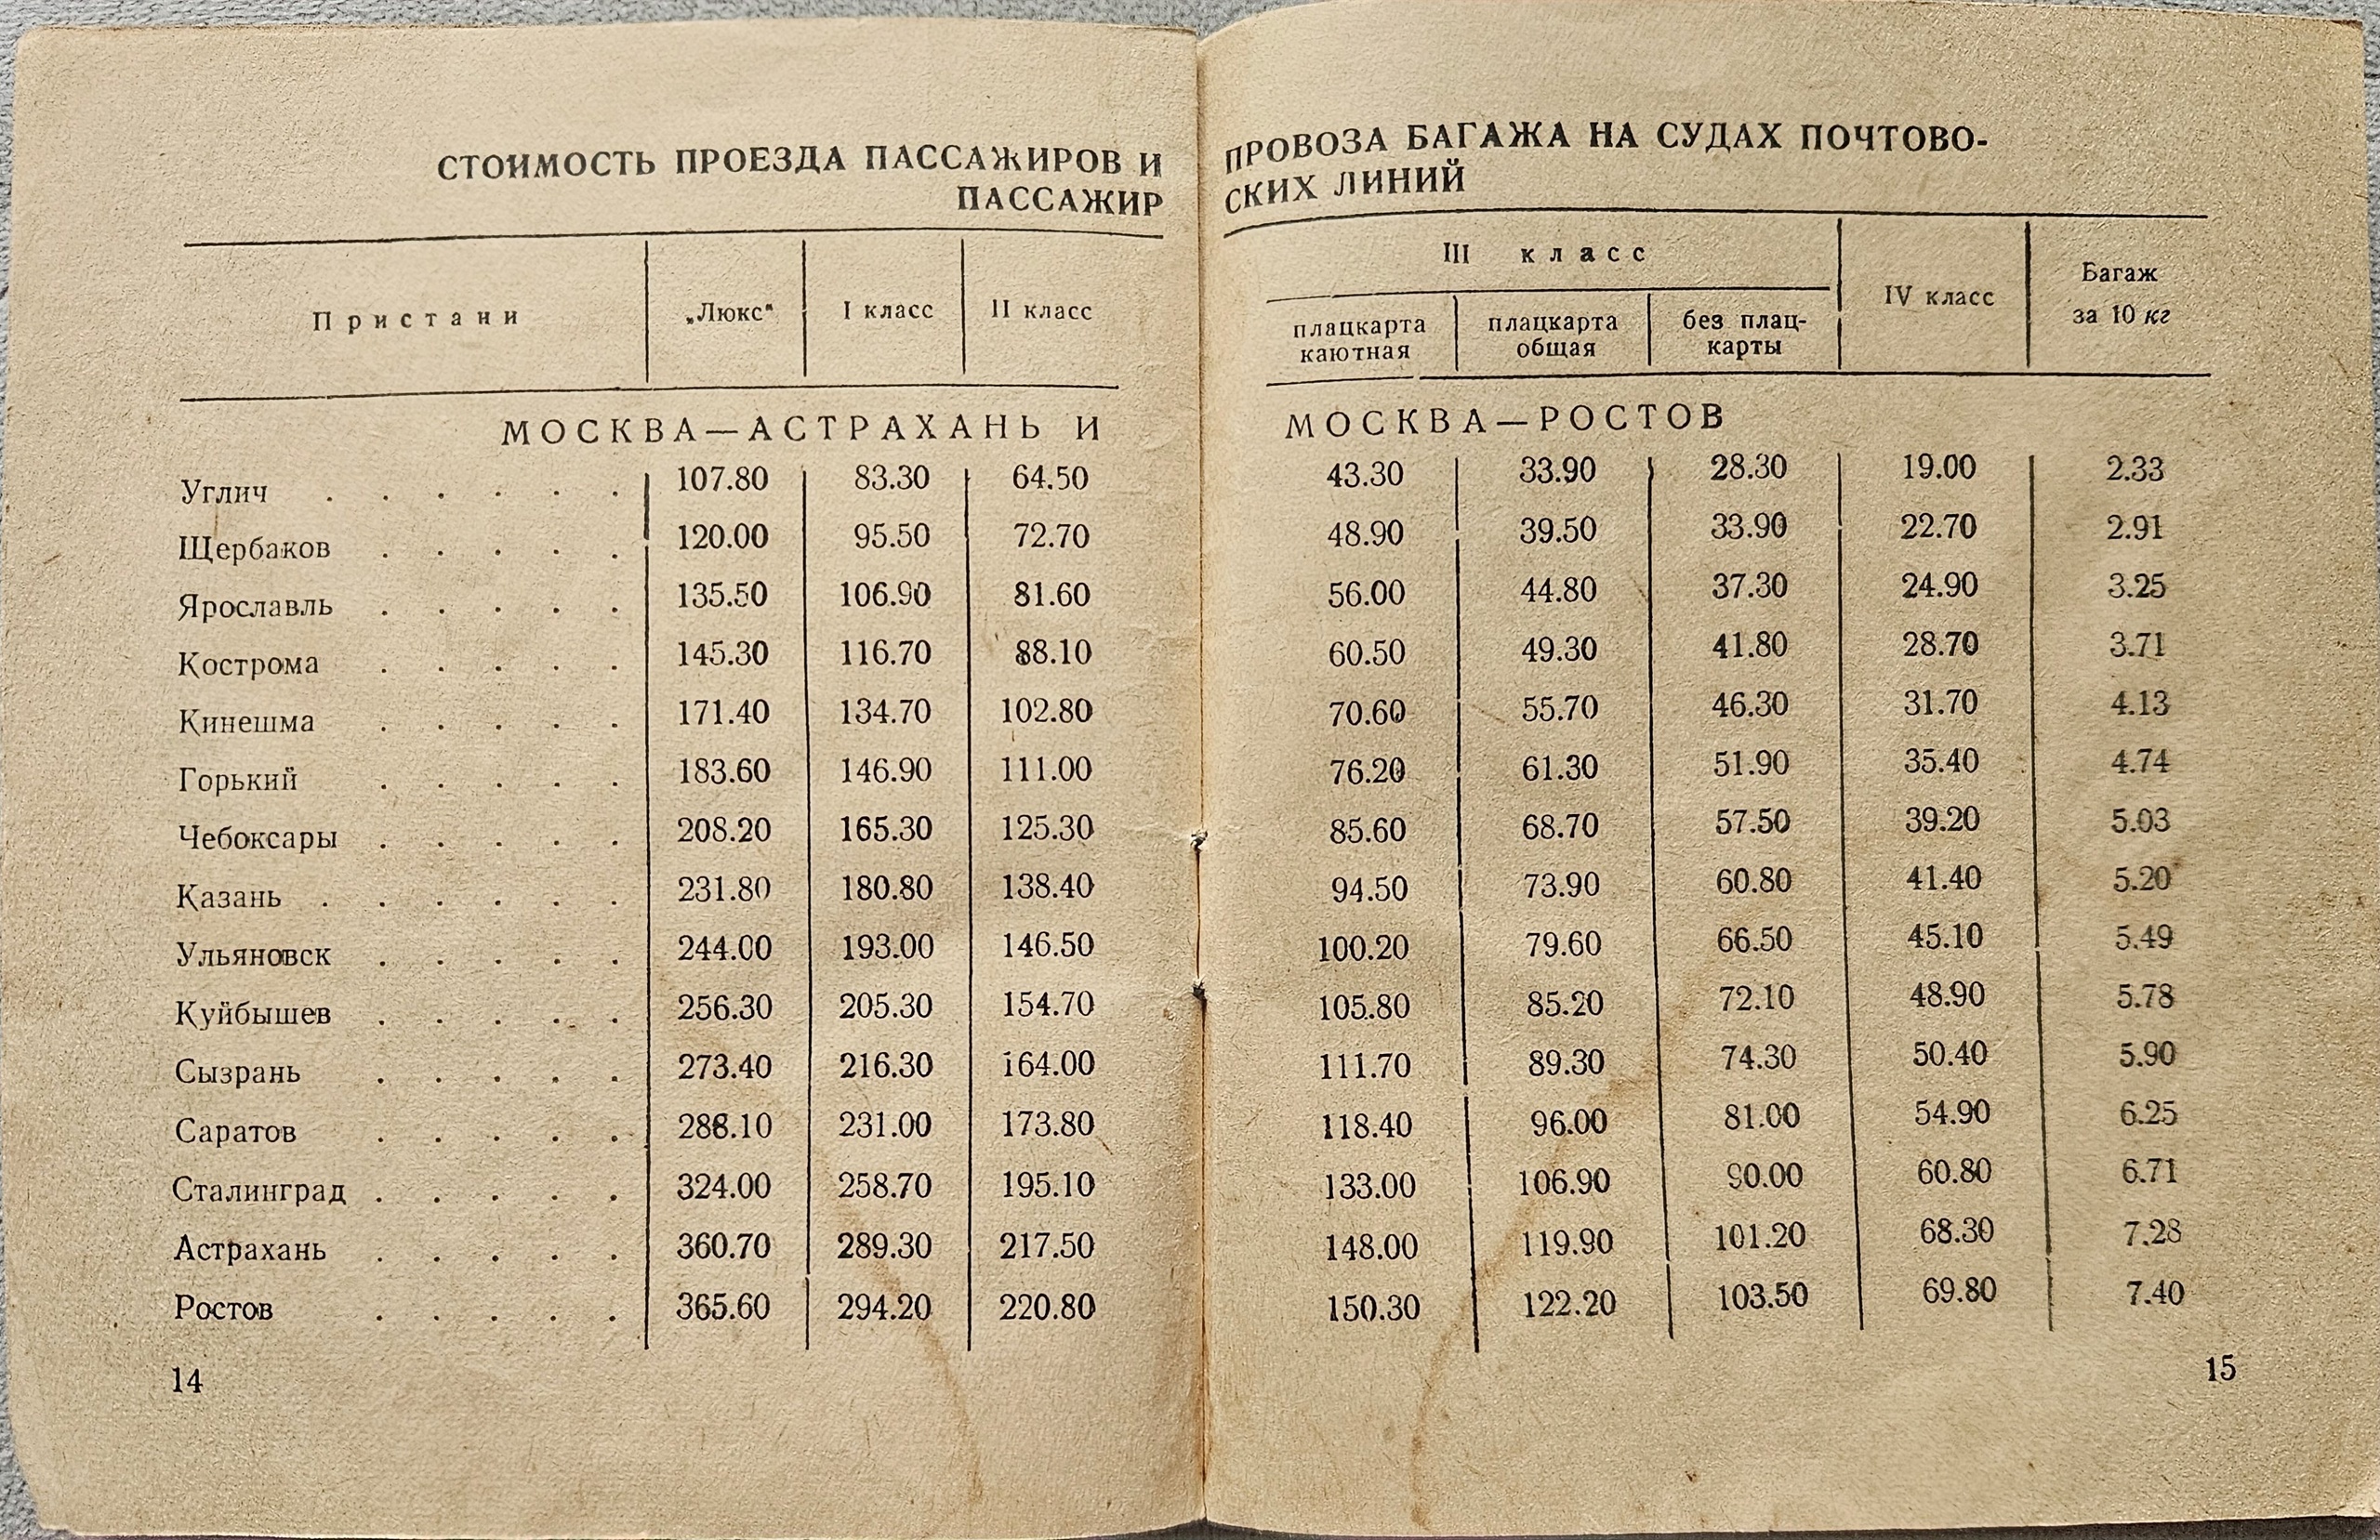 СТОИМОСТЬ ПРОЕЗДА ПАССАЖИРОВ И
ПАССАЖИР
Пристани „Люкс“ I класс II класс
МОСКВА—АСТРАХАНЬ И
Углич . . . . . . 107.80 83.30 64.50
Щербаков . . . . . 120.00 95.50 72.70
Ярославль . . . . . 135.50 106.90 81.60
Кострома . . . . . 145.30 116.70 88.10
Кинешма . . . . . 171.40 134.70 102.80
Горький . . . . . 183.60 146.90 111.00
Чебоксары . . . . . 208.20 165.30 125.30
Казань . . . . . . 231.80 180.80 138.40
Ульяновск . . . . . 244.00 193.00 146.50
Куйбышев . . . . . 256.30 205.30 154.70
Сызрань . . . . . 273.40 216.30 164.00
Саратов . . . . . 288.10 231.00 173.80
Сталинград . . . . . 324.00 258.70 195.10
Астрахань . . . . . 360.70 289.30 217.50
Ростов . . . . . 365.60 294.20 220.80
14
ПРОВОЗА БАГАЖА НА СУДАХ ПОЧТОВО-
СКИХ ЛИНИЙ
III класс IV класс Багаж
за 10 кг
плацкарта плацкарта без плац-
каютная общая карты
МОСКВА—РОСТОВ
43.30 33.90 28.30 19.00 2.33
48.90 39.50 33.90 22.70 2.91
56.00 44.80 37.30 24.90 3.25
60.50 49.30 41.80 28.70 3.71
70.60 55.70 46.30 31.70 4.13
76.20 61.30 51.90 35.40 4.74
85.60 68.70 57.50 39.20 5.03
94.50 73.90 60.80 41.40 5.20
100.20 79.60 66.50 45.10 5.49
105.80 85.20 72.10 48.90 5.78
111.70 89.30 74.30 50.40 5.90
118.40 96.00 81.00 54.90 6.25
133.00 106.90 90.00 60.80 6.71
148.00 119.90 101.20 68.30 7.28
150.30 122.20 103.50 69.80 7.40
15